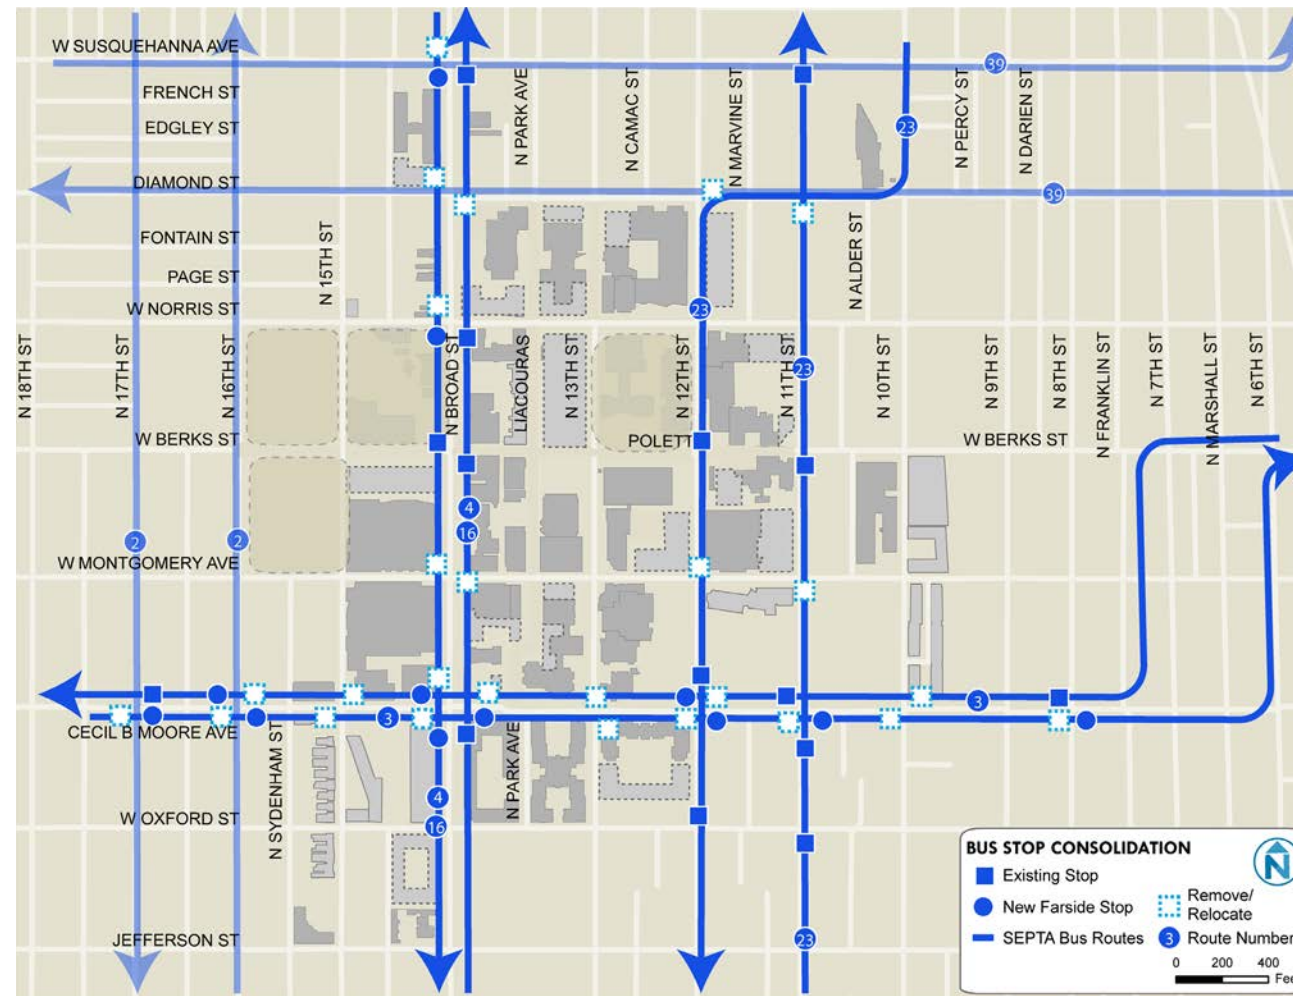 W SUSQUEHANNA AVE
39
FRENCH ST
EDGLEY ST
N PARK AVE
N CAMAC ST
N MARVINE ST
23
N PERCY ST
N DARIEN ST
DIAMOND ST
39
FONTAIN ST
PAGE ST
N 15TH ST
N ALDER ST
W NORRIS ST
23
N 18TH ST
N 17TH ST
N 16TH ST
N BROAD ST
LIACOURAS
N 13TH ST
N 12TH ST
N 11TH ST
23
N 10TH ST
N 9TH ST
N 8TH ST
N FRANKLIN ST
N 7TH ST
N MARSHALL ST
N 6TH ST
W BERKS ST
POLETT
W BERKS ST
4
16
2
2
W MONTGOMERY AVE
3
3
CECIL B MOORE AVE
N SYDENHAM ST
N PARK AVE
4
16
W OXFORD ST
JEFFERSON ST
23
BUS STOP CONSOLIDATION
N
Existing Stop
New Farside Stop
Remove/
Relocate
SEPTA Bus Routes
3 Route Number
0 200 400
Fee